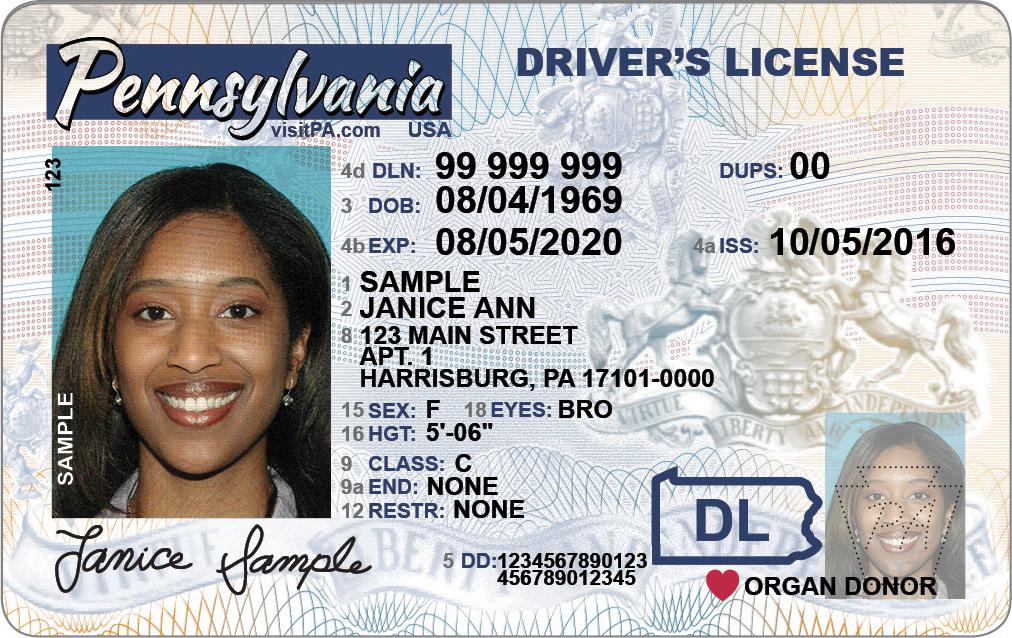 Pennsylvania
visitPA.com USA
DRIVER'S LICENSE
123
SAMPLE
4d DLN: 99 999 999 DUPS: 00
3 DOB: 08/04/1969
4b EXP: 08/05/2020 4a ISS: 10/05/2016
1 SAMPLE
2 JANICE ANN
8 123 MAIN STREET
APT. 1
HARRISBURG, PA 17101-0000
15 SEX: F 18 EYES: BRO
16 HGT: 5'-06"
9 CLASS: C
9a END: NONE
12 RESTR: NONE
Janice Sample
5 DD: 1234567890123
456789012345
VIRTUE LIBERTY AND INDEPENDENCE
DL
ORGAN DONOR